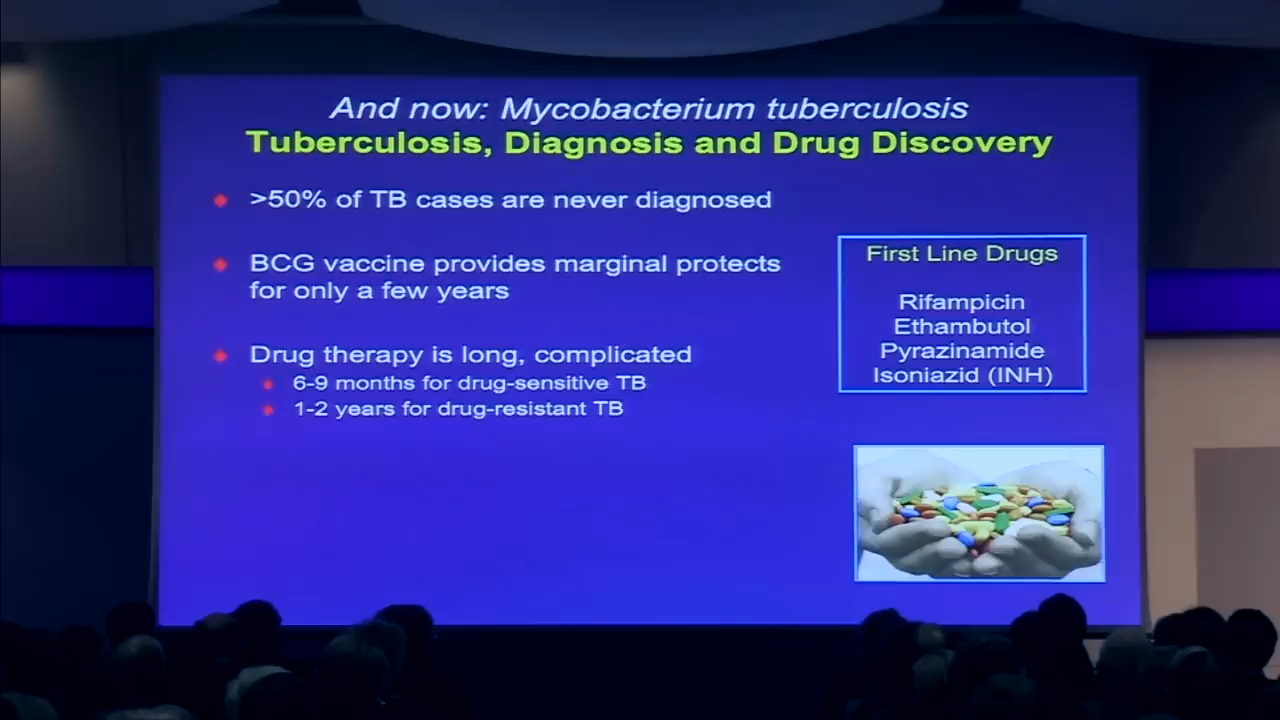 And now: Mycobacterium tuberculosis
Tuberculosis, Diagnosis and Drug Discovery
>50% of TB cases are never diagnosed
BCG vaccine provides marginal protects
for only a few years
Drug therapy is long, complicated
6-9 months for drug-sensitive TB
1-2 years for drug-resistant TB
First Line Drugs
Rifampicin
Ethambutol
Pyrazinamide
Isoniazid (INH)